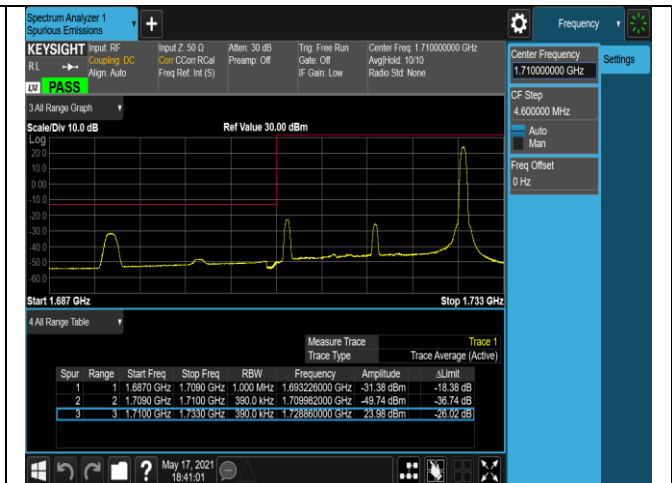 Spectrum Analyzer 1
Spurious Emissions
Frequency
KEYSIGHT Input: RF Input Z: 50 Ω Atten: 30 dB Trig: Free Run Center Freq: 1.710000000 GHz
RL Coupling: DC Corr CCorr RCal Preamp: Off Gate: Off Avg|Hold: 10/10
Align: Auto Freq Ref: Int (S) IF Gain: Low Radio Std: None
LXI PASS
Center Frequency
1.710000000 GHz
Settings
CF Step
4.600000 MHz
Auto
Man
Freq Offset
0 Hz
3 All Range Graph
Scale/Div 10.0 dB Ref Value 30.00 dBm
Log
20.0
10.0
0.00
-10.0
-20.0
-30.0
-40.0
-50.0
-60.0
Start 1.687 GHz Stop 1.733 GHz
4 All Range Table
Measure Trace Trace 1
Trace Type Trace Average (Active)
Spur Range Start Freq Stop Freq RBW Frequency Amplitude ΔLimit
1 1 1.6870 GHz 1.7090 GHz 1.000 MHz 1.693226000 GHz -31.38 dBm -18.38 dB
2 2 1.7090 GHz 1.7100 GHz 390.0 kHz 1.709982000 GHz -49.74 dBm -36.74 dB
3 3 1.7100 GHz 1.7330 GHz 390.0 kHz 1.728860000 GHz 23.98 dBm -26.02 dB
? May 17, 2021
18:41:01